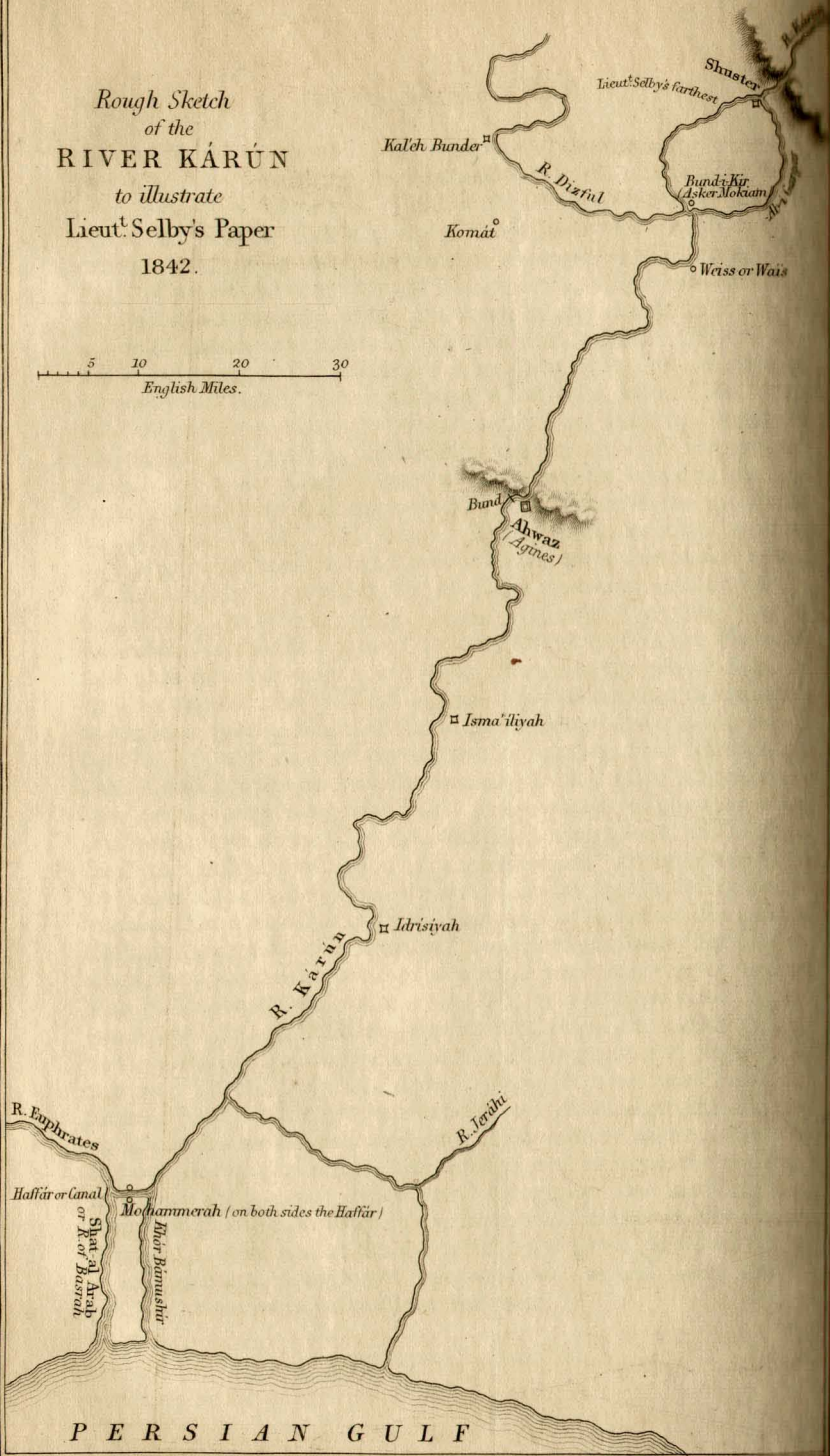 Rough Sketch
of the
RIVER KÁRÚN
to illustrate
Lieut.t Selby's Paper
1842.
5 10 20 30
English Miles.
R. Kárún
Shuster
Lieut.t Selby's farthest
Kal'eh Bunder
R. Dizful
Bund-i-Kir
(Asker Mokram)
Komát
Weiss or Wais
Bund
Ahwaz
(Agines)
Isma'iliyah
Idrisiyah
R. Kárún
R. Jeráhi
R. Euphrates
Haffár or Canal
Mohammerah (on both sides the Haffár)
Shat-al Arab
or R. of Basrah
Khór Bámushír
PERSIAN GULF